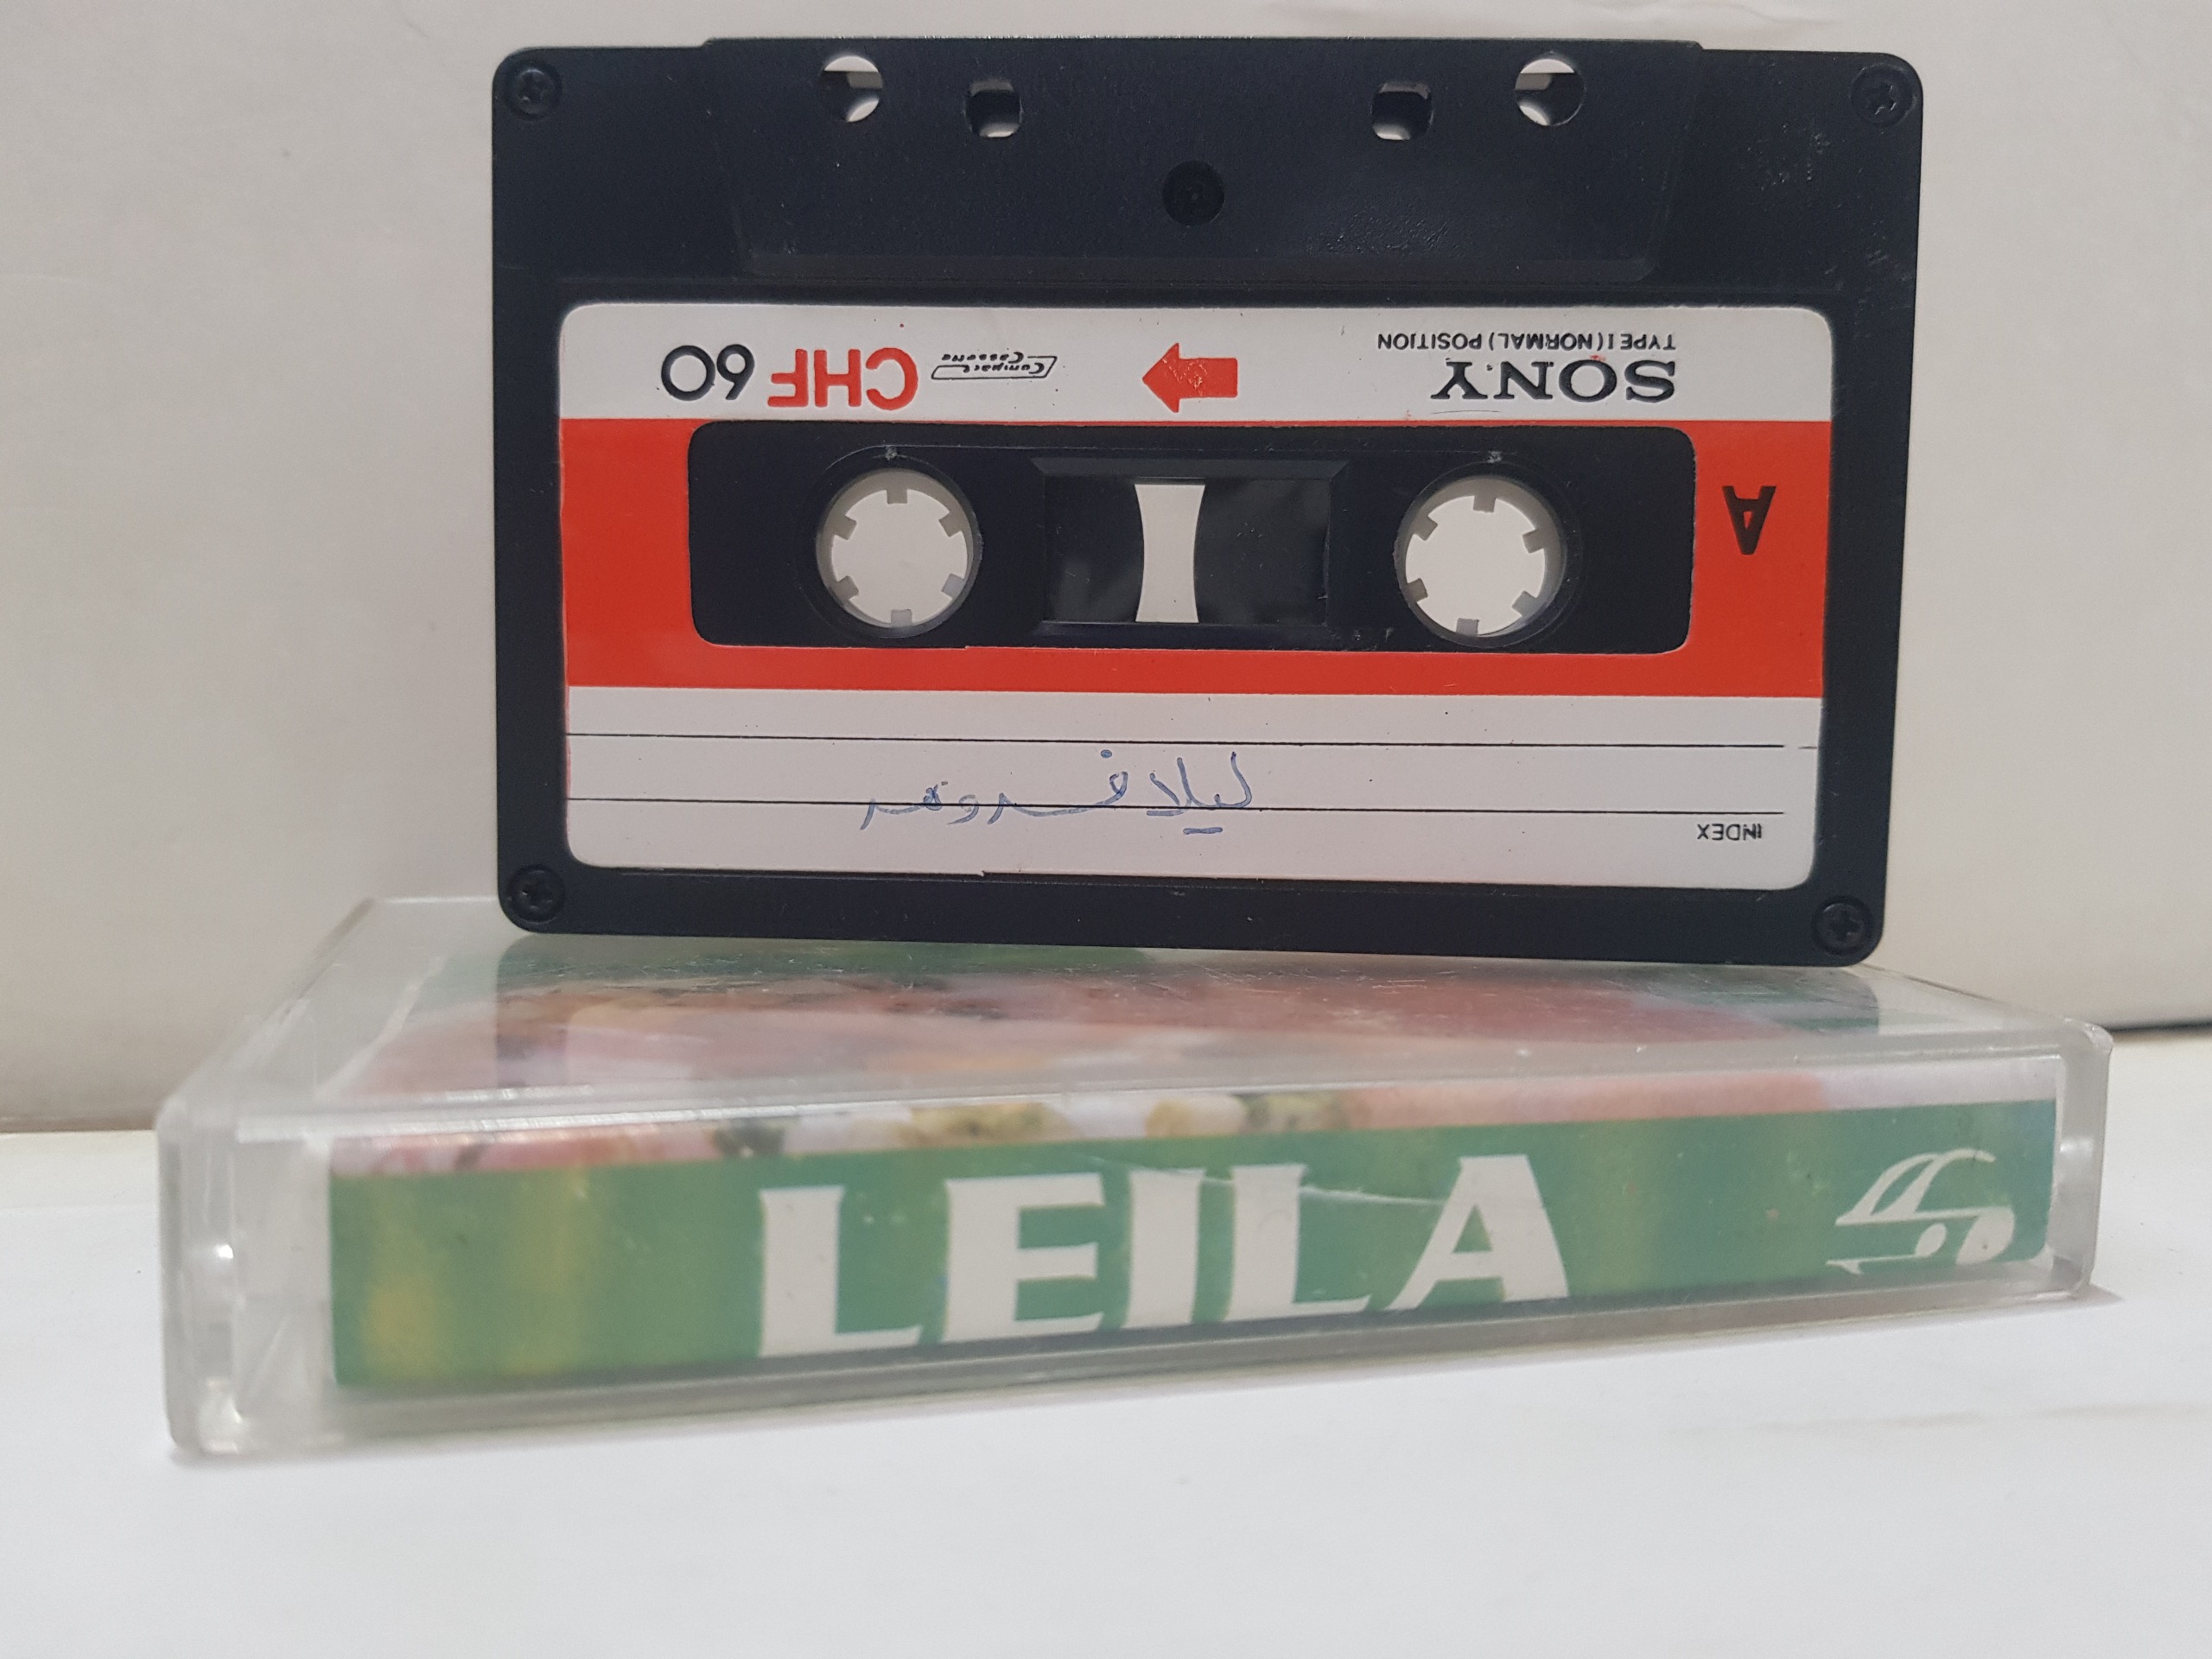 TYPE I (NORMAL) POSITION
SONY
Compact Cassette
CHF 60
A
لیلا فروهر
INDEX
LEILA